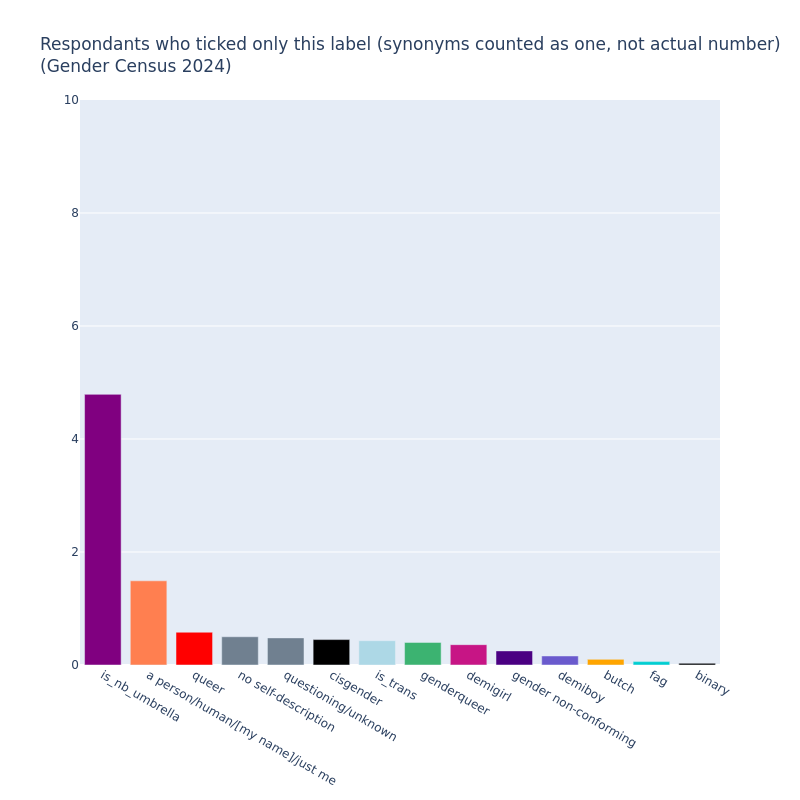 Respondants who ticked only this label (synonyms counted as one, not actual number)
(Gender Census 2024)
10
8
6
4
2
0
is_nb_umbrella
a person/human/[my name]/just me
queer
no self-description
questioning/unknown
cisgender
is_trans
genderqueer
demigirl
gender non-conforming
demiboy
butch
fag
binary